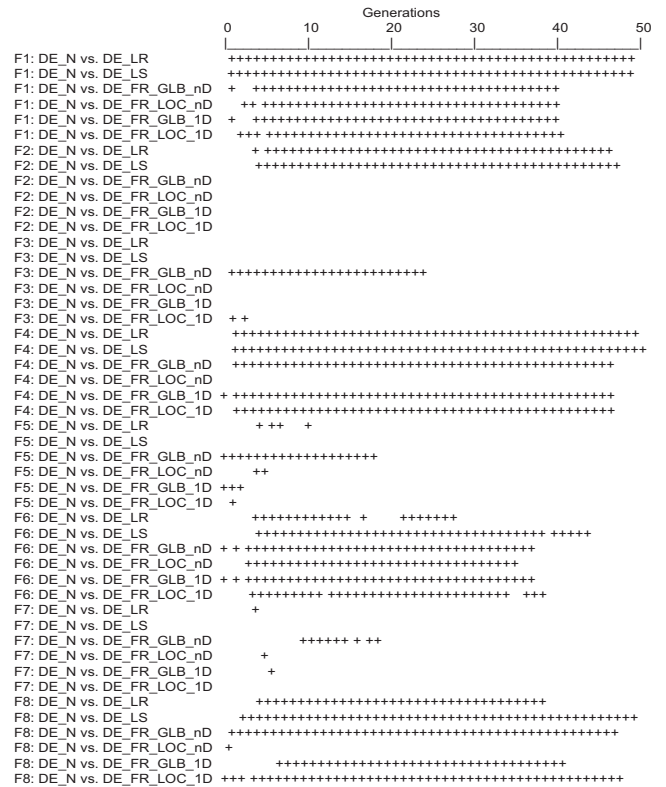 Generations
0 10 20 30 40 50
F1: DE_N vs. DE_LR
F1: DE_N vs. DE_LS
F1: DE_N vs. DE_FR_GLB_nD
F1: DE_N vs. DE_FR_LOC_nD
F1: DE_N vs. DE_FR_GLB_1D
F1: DE_N vs. DE_FR_LOC_1D
F2: DE_N vs. DE_LR
F2: DE_N vs. DE_LS
F2: DE_N vs. DE_FR_GLB_nD
F2: DE_N vs. DE_FR_LOC_nD
F2: DE_N vs. DE_FR_GLB_1D
F2: DE_N vs. DE_FR_LOC_1D
F3: DE_N vs. DE_LR
F3: DE_N vs. DE_LS
F3: DE_N vs. DE_FR_GLB_nD
F3: DE_N vs. DE_FR_LOC_nD
F3: DE_N vs. DE_FR_GLB_1D
F3: DE_N vs. DE_FR_LOC_1D
F4: DE_N vs. DE_LR
F4: DE_N vs. DE_LS
F4: DE_N vs. DE_FR_GLB_nD
F4: DE_N vs. DE_FR_LOC_nD
F4: DE_N vs. DE_FR_GLB_1D
F4: DE_N vs. DE_FR_LOC_1D
F5: DE_N vs. DE_LR
F5: DE_N vs. DE_LS
F5: DE_N vs. DE_FR_GLB_nD
F5: DE_N vs. DE_FR_LOC_nD
F5: DE_N vs. DE_FR_GLB_1D
F5: DE_N vs. DE_FR_LOC_1D
F6: DE_N vs. DE_LR
F6: DE_N vs. DE_LS
F6: DE_N vs. DE_FR_GLB_nD
F6: DE_N vs. DE_FR_LOC_nD
F6: DE_N vs. DE_FR_GLB_1D
F6: DE_N vs. DE_FR_LOC_1D
F7: DE_N vs. DE_LR
F7: DE_N vs. DE_LS
F7: DE_N vs. DE_FR_GLB_nD
F7: DE_N vs. DE_FR_LOC_nD
F7: DE_N vs. DE_FR_GLB_1D
F7: DE_N vs. DE_FR_LOC_1D
F8: DE_N vs. DE_LR
F8: DE_N vs. DE_LS
F8: DE_N vs. DE_FR_GLB_nD
F8: DE_N vs. DE_FR_LOC_nD
F8: DE_N vs. DE_FR_GLB_1D
F8: DE_N vs. DE_FR_LOC_1D